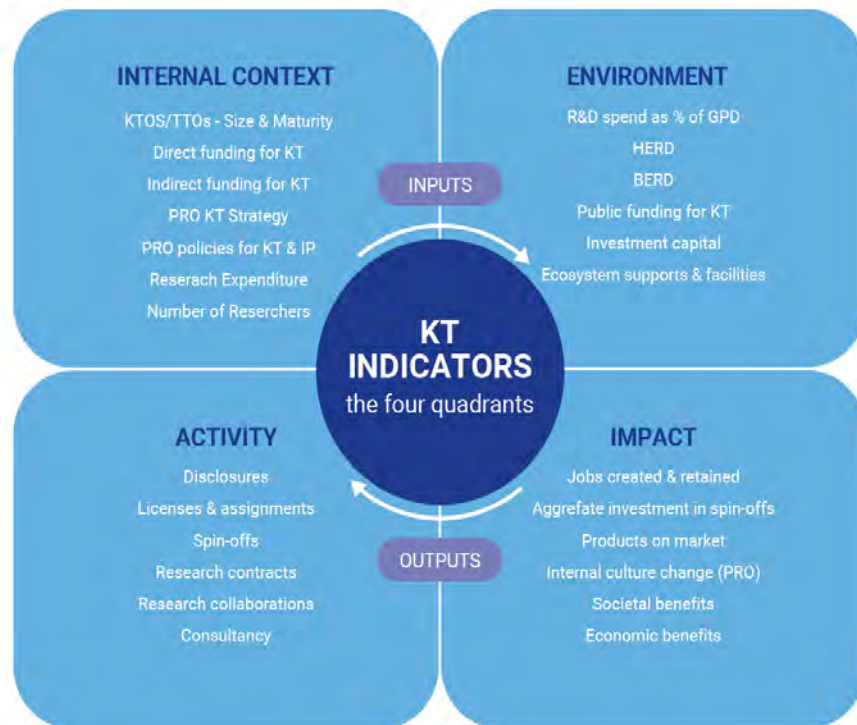 INTERNAL CONTEXT
KTOS/TTOs - Size & Maturity
Direct funding for KT
Indirect funding for KT
PRO KT Strategy
PRO policies for KT & IP
Reserach Expenditure
Number of Reserchers
ENVIRONMENT
R&D spend as % of GPD
HERD
BERD
Public funding for KT
Investment capital
Ecosystem supports & facilities
INPUTS
KT
INDICATORS
the four quadrants
ACTIVITY
Disclosures
Licenses & assignments
Spin-offs
Research contracts
Research collaborations
Consultancy
IMPACT
Jobs created & retained
Aggrefate investment in spin-offs
Products on market
Internal culture change (PRO)
Societal benefits
Economic benefits
OUTPUTS